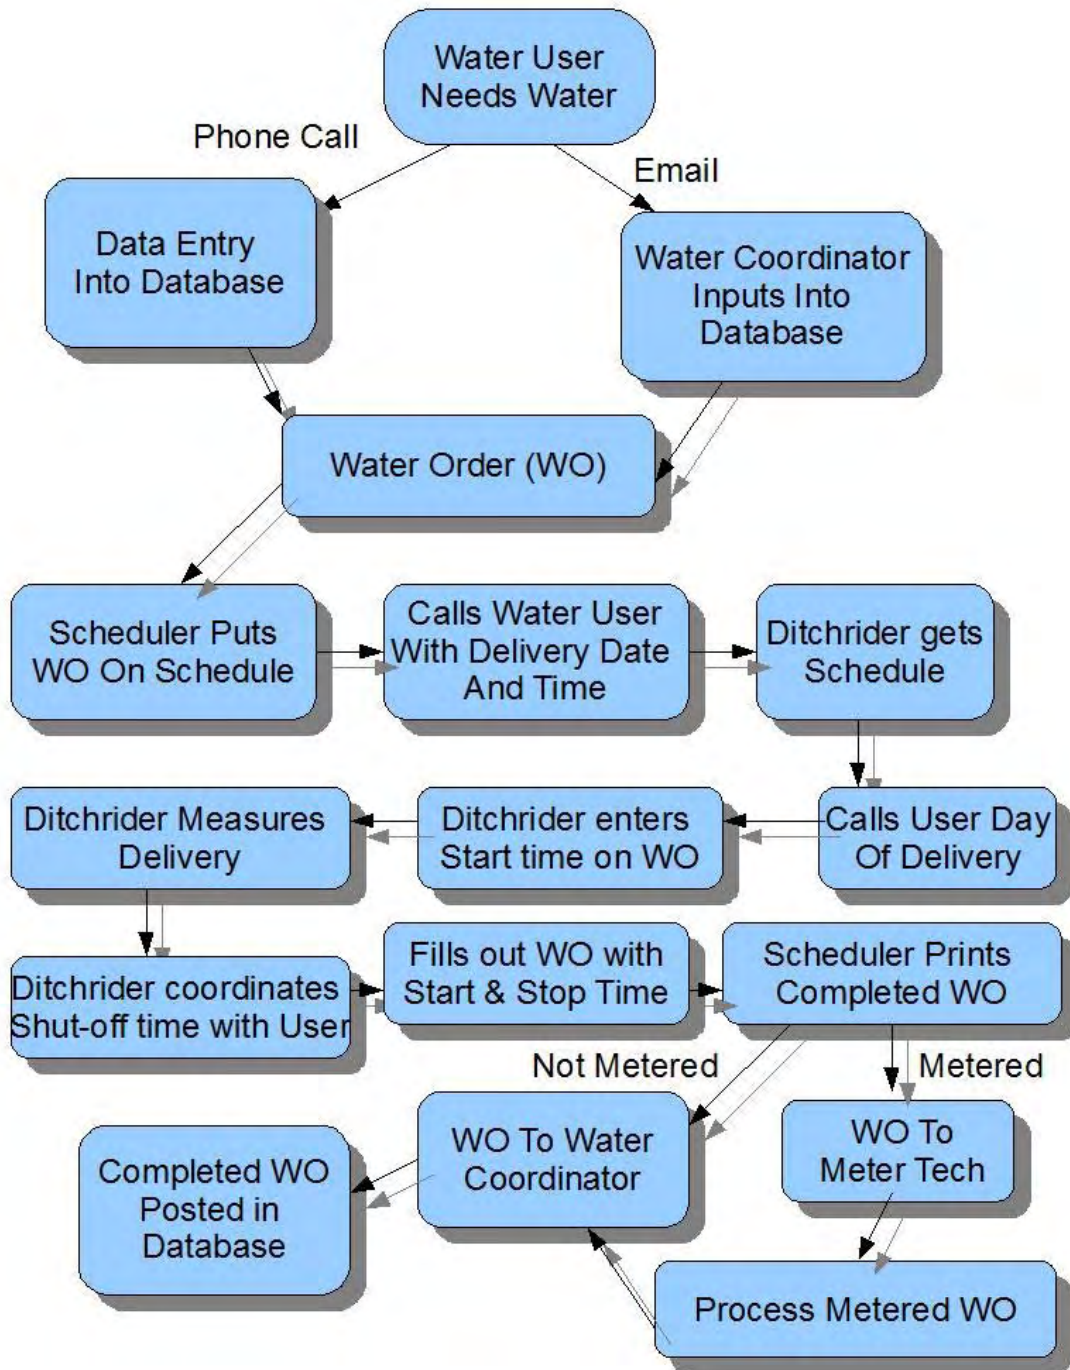 Water User
Needs Water
Phone Call
Email
Data Entry
Into Database
Water Coordinator
Inputs Into
Database
Water Order (WO)
Scheduler Puts
WO On Schedule
Calls Water User
With Delivery Date
And Time
Ditchrider gets
Schedule
Calls User Day
Of Delivery
Ditchrider enters
Start time on WO
Ditchrider Measures
Delivery
Ditchrider coordinates
Shut-off time with User
Fills out WO with
Start & Stop Time
Scheduler Prints
Completed WO
Not Metered
Metered
WO To
Meter Tech
Process Metered WO
WO To Water
Coordinator
Completed WO
Posted in
Database